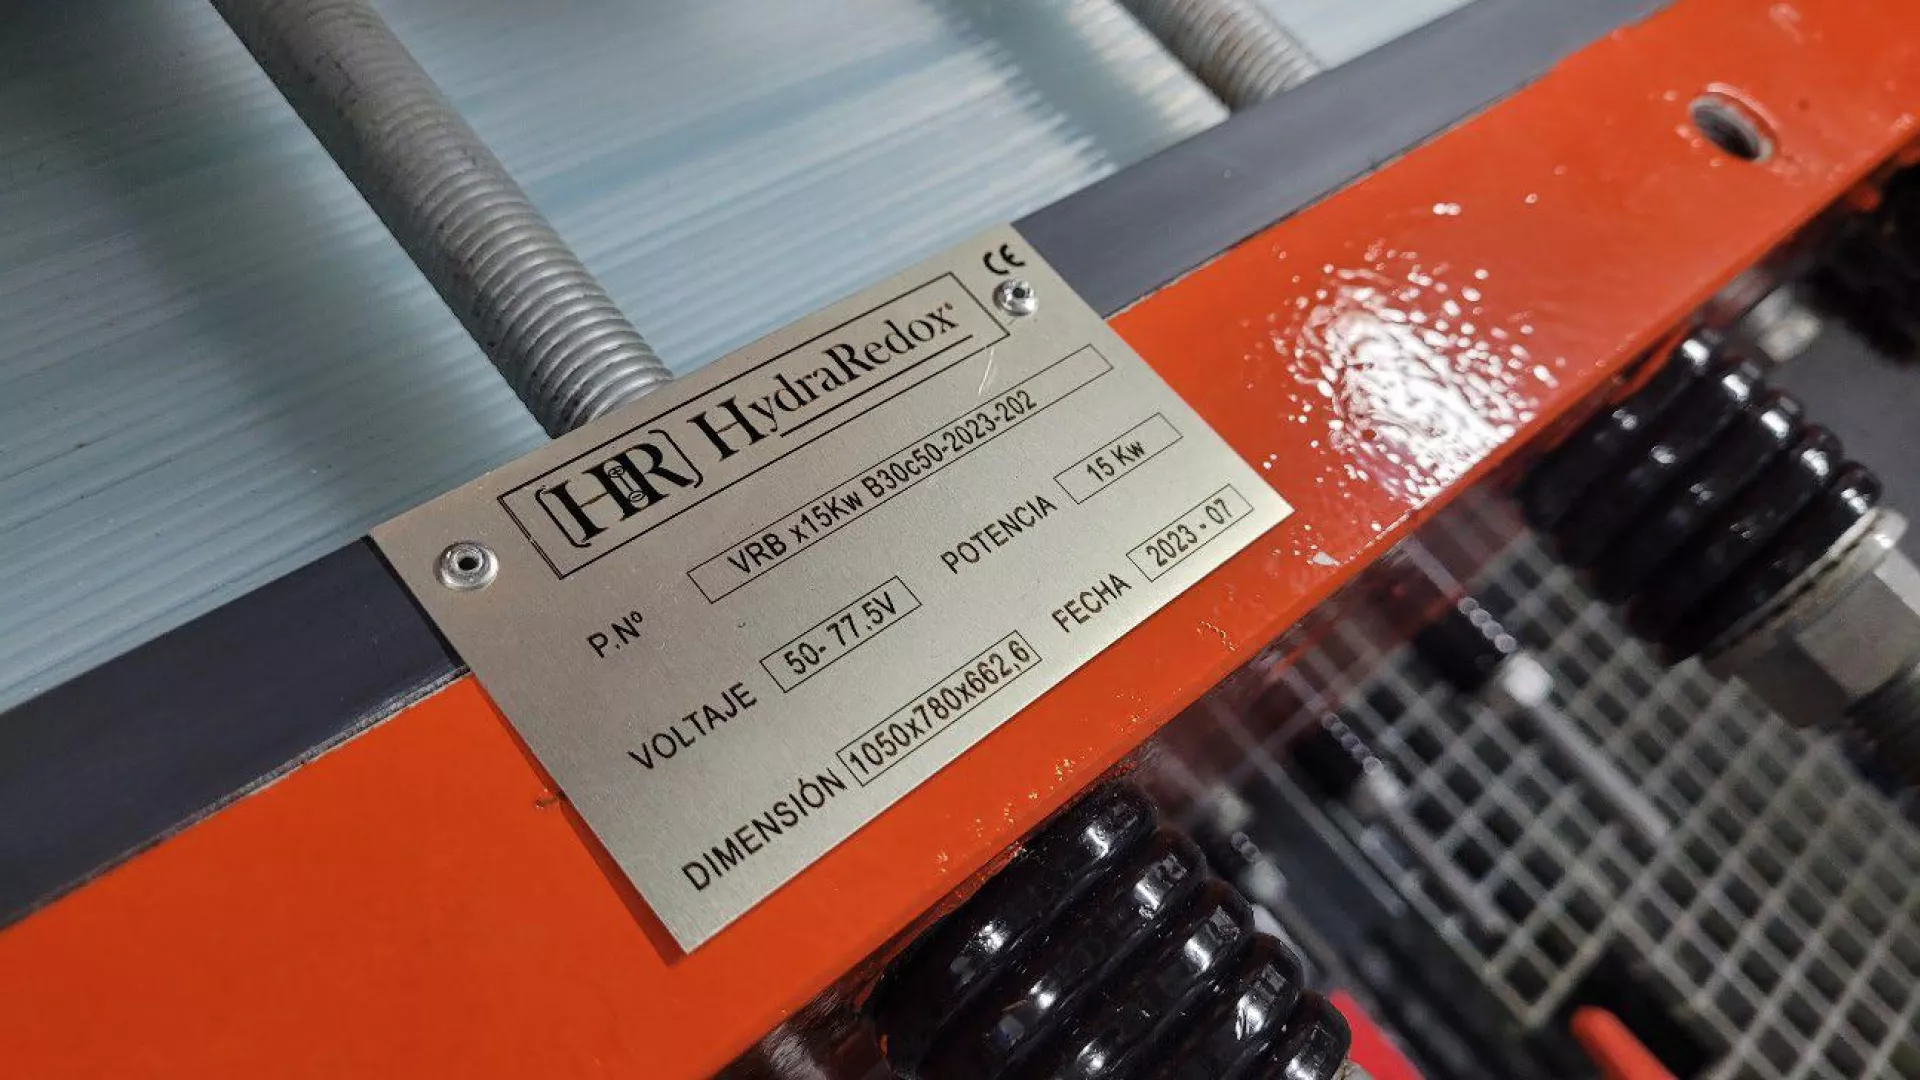 CE
HR HydraRedox®
P.Nº VRB x15Kw B30c50-2023-202
VOLTAJE 50- 77.5V POTENCIA 15 Kw
DIMENSIÓN 1050x780x662,6 FECHA 2023 - 07